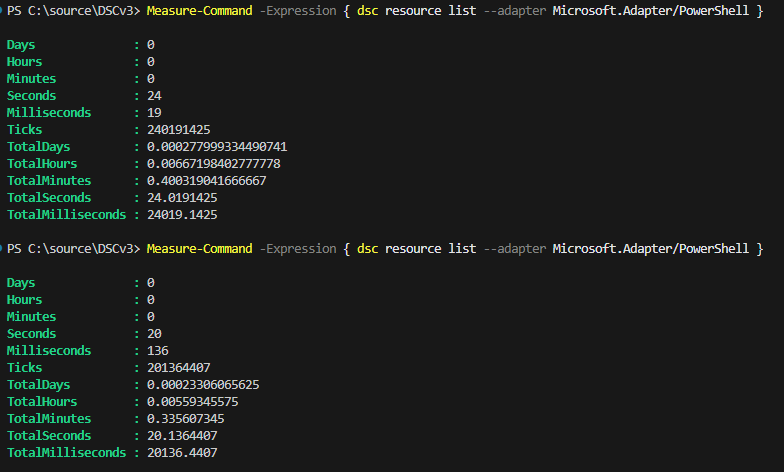 PS C:\source\DSCv3> Measure-Command -Expression { dsc resource list --adapter Microsoft.Adapter/PowerShell }
Days              : 0
Hours             : 0
Minutes           : 0
Seconds           : 24
Milliseconds      : 19
Ticks             : 240191425
TotalDays         : 0.000277999334490741
TotalHours        : 0.00667198402777778
TotalMinutes      : 0.400319041666667
TotalSeconds      : 24.0191425
TotalMilliseconds : 24019.1425
PS C:\source\DSCv3> Measure-Command -Expression { dsc resource list --adapter Microsoft.Adapter/PowerShell }
Days              : 0
Hours             : 0
Minutes           : 0
Seconds           : 20
Milliseconds      : 136
Ticks             : 201364407
TotalDays         : 0.00023306065625
TotalHours        : 0.00559345575
TotalMinutes      : 0.335607345
TotalSeconds      : 20.1364407
TotalMilliseconds : 20136.4407